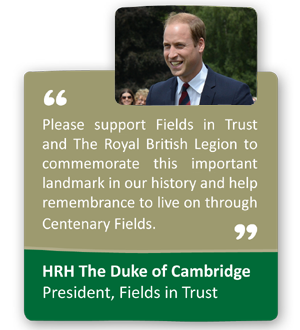 “
Please support Fields in Trust
and The Royal British Legion to
commemorate this important
landmark in our history and help
remembrance to live on through
Centenary Fields.
”
HRH The Duke of Cambridge
President, Fields in Trust